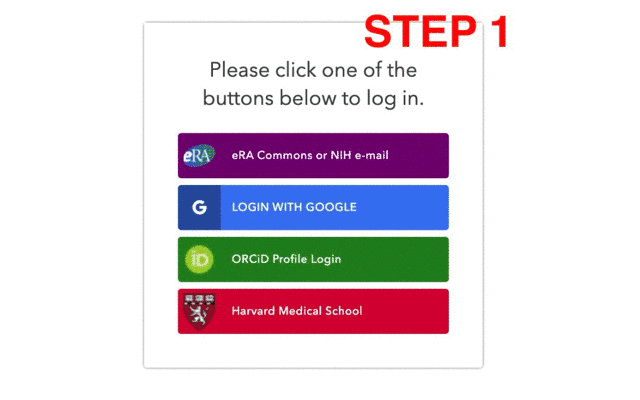 STEP 1
Please click one of the
buttons below to log in.
eRA
eRA Commons or NIH e-mail
G
LOGIN WITH GOOGLE
iD
ORCiD Profile Login
Harvard Medical School